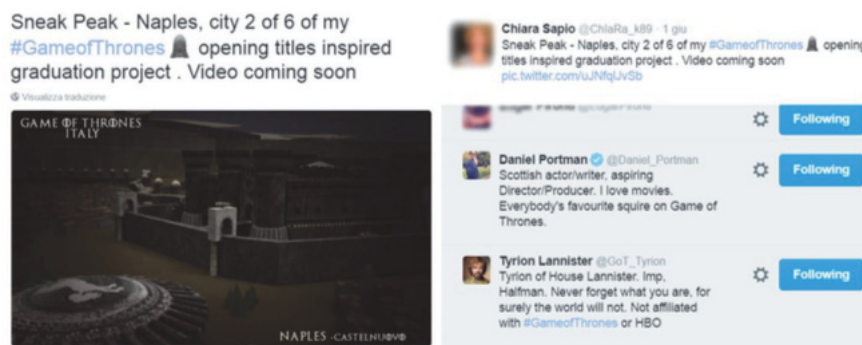 Sneak Peak - Naples, city 2 of 6 of my
#GameofThrones opening titles inspired
graduation project . Video coming soon
Visualizza traduzione
GAME OF THRONES
ITALY
NAPLES -CASTELNUOVO
Chiara Sapio @ChiaRa_k89 · 1 giu
Sneak Peak - Naples, city 2 of 6 of my #GameofThrones opening
titles inspired graduation project . Video coming soon
pic.twitter.com/uJNfqlJvSb
Following
Daniel Portman @Daniel_Portman
Scottish actor/writer, aspiring
Director/Producer. I love movies.
Everybody's favourite squire on Game of
Thrones.
Following
Tyrion Lannister @GoT_Tyrion
Tyrion of House Lannister. Imp,
Halfman. Never forget what you are, for
surely the world will not. Not affiliated
with #GameofThrones or HBO
Following